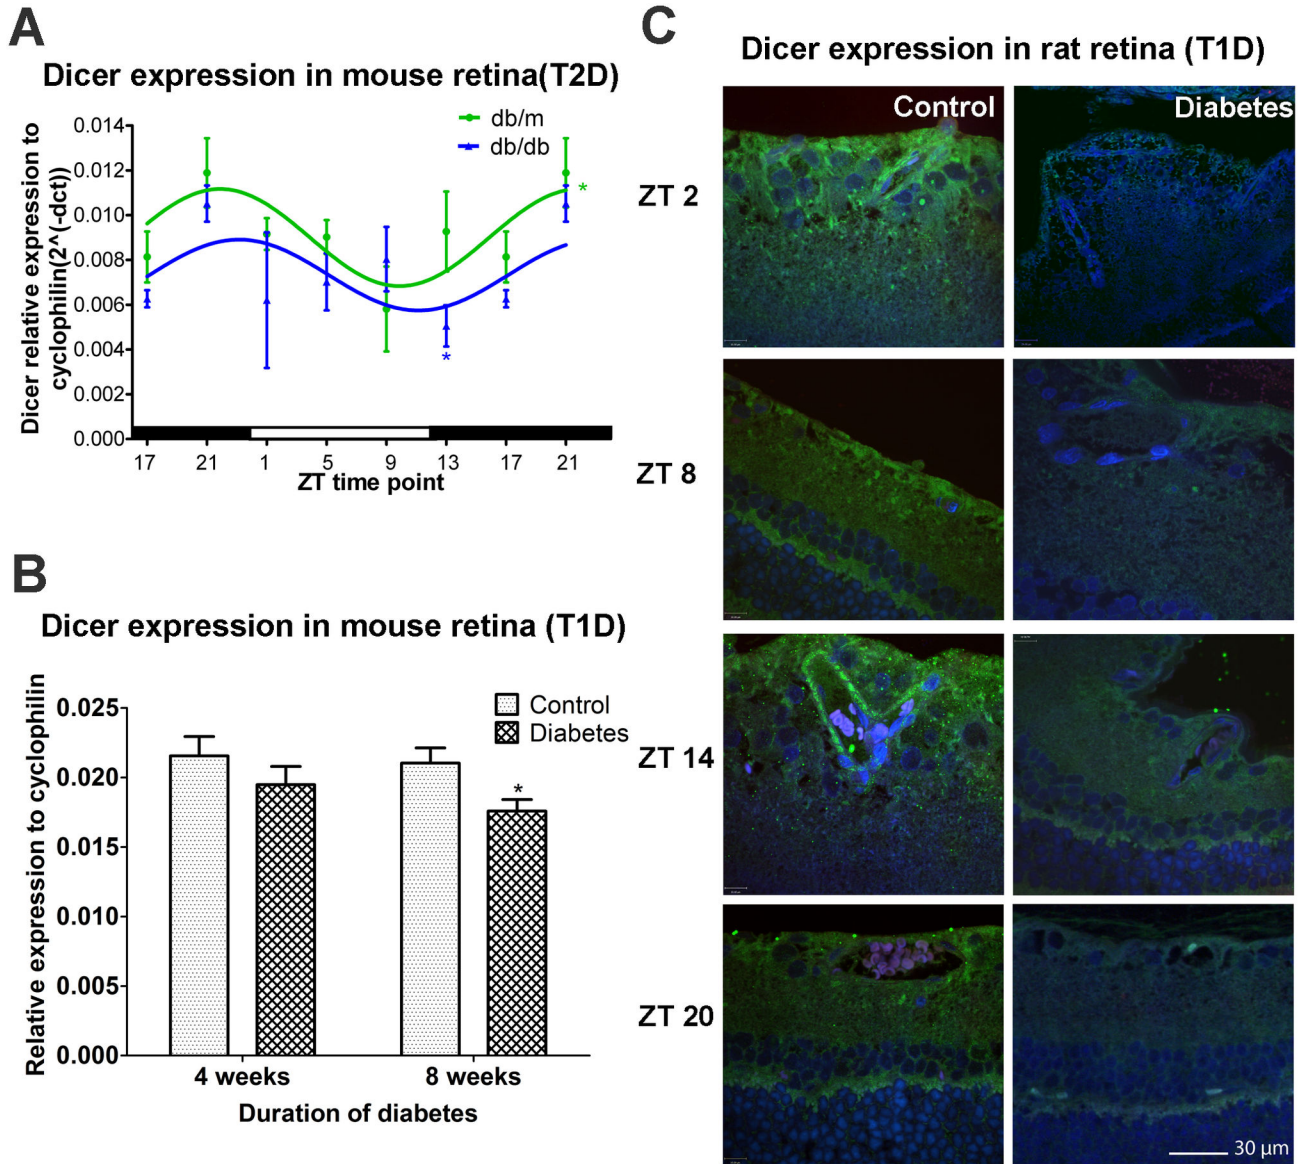 A
Dicer expression in mouse retina(T2D)
Dicer relative expression to
cyclophilin(2^(-dct))
0.014
0.012
0.010
0.008
0.006
0.004
0.002
0.000
db/m
db/db
*
*
17 21 1 5 9 13 17 21
ZT time point
B
Dicer expression in mouse retina (T1D)
Relative expression to cyclophilin
0.025
0.020
0.015
0.010
0.005
0.000
Control
Diabetes
*
4 weeks 8 weeks
Duration of diabetes
C
Dicer expression in rat retina (T1D)
Control Diabetes
ZT 2
ZT 8
ZT 14
ZT 20
30 µm